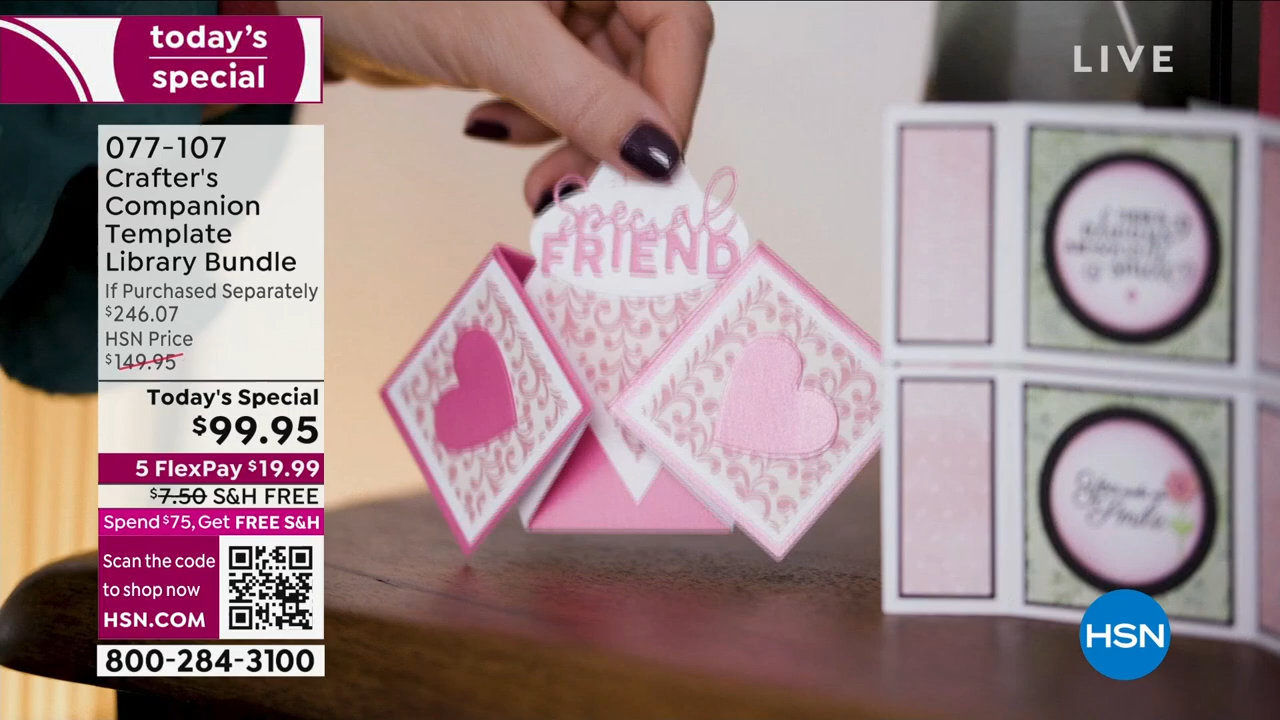 today's
special
LIVE
077-107
Crafter's
Companion
Template
Library Bundle
If Purchased Separately
$246.07
HSN Price
$149.95
Today's Special
$99.95
5 FlexPay $19.99
$7.50 S&H FREE
Spend $75, Get FREE S&H
Scan the code
to shop now
HSN.COM
800-284-3100
special
FRIEND
HSN